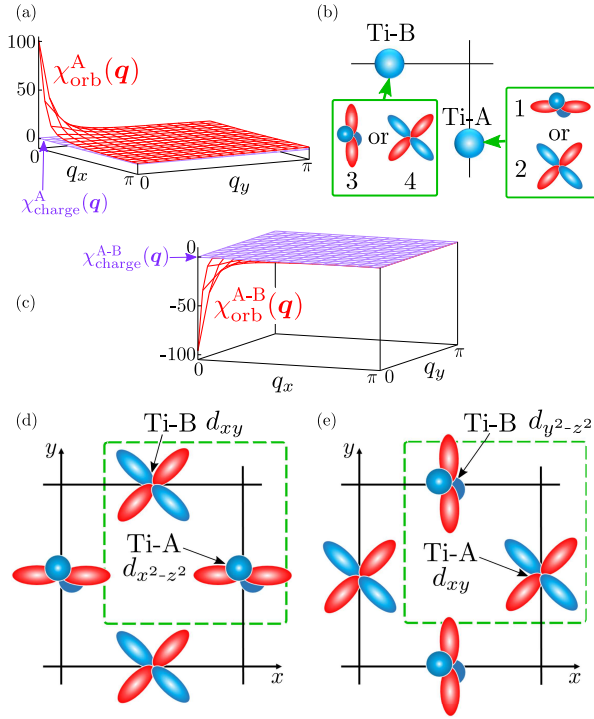 (a)
100
χ^A_orb(q)
0
0
q_x
π
0
q_y
π
χ^A_charge(q)
(b)
Ti-B
Ti-A
or
3
4
1
or
2
(c)
0
χ^A-B_charge(q)
-50
χ^A-B_orb(q)
-100
0
q_x
π
0
q_y
π
(d)
Ti-B d_xy
y
Ti-A
d_x²-z²
x
(e)
Ti-B
d_y²-z²
y
Ti-A
d_xy
x